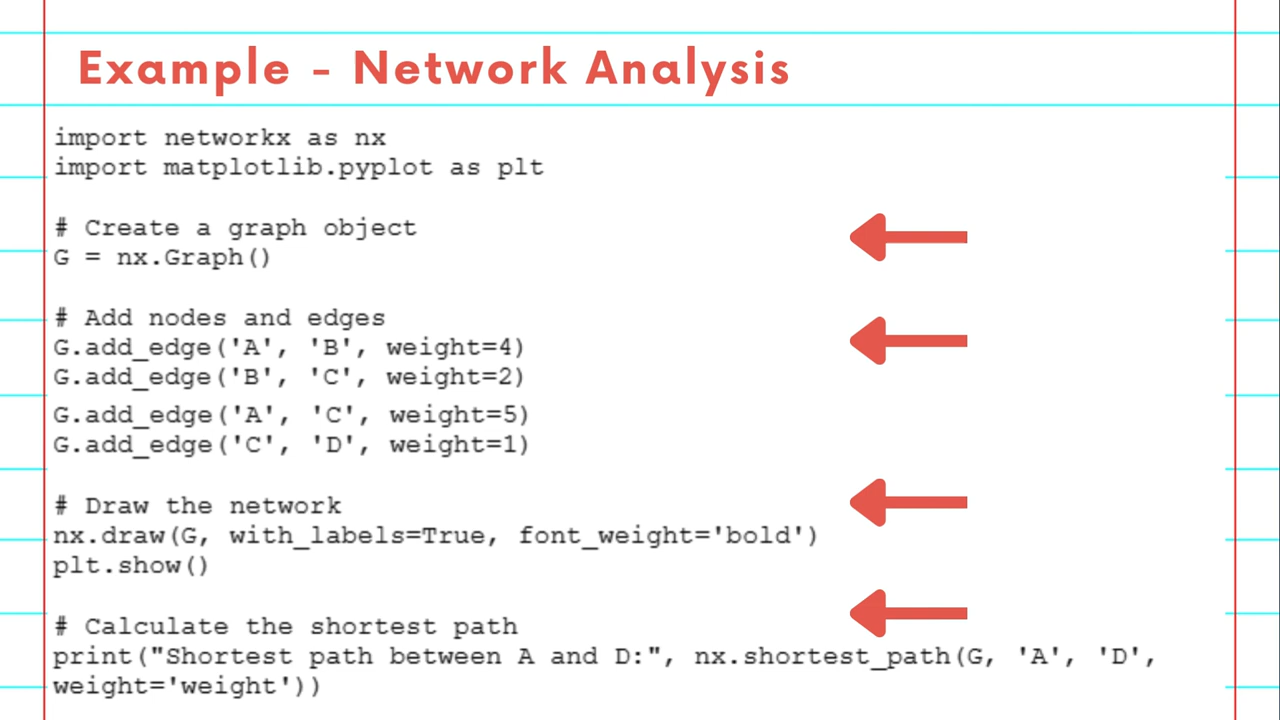 Example - Network Analysis
import networkx as nx
import matplotlib.pyplot as plt
# Create a graph object
G = nx.Graph()
# Add nodes and edges
G.add_edge('A', 'B', weight=4)
G.add_edge('B', 'C', weight=2)
G.add_edge('A', 'C', weight=5)
G.add_edge('C', 'D', weight=1)
# Draw the network
nx.draw(G, with_labels=True, font_weight='bold')
plt.show()
# Calculate the shortest path
print("Shortest path between A and D:", nx.shortest_path(G, 'A', 'D',
weight='weight'))